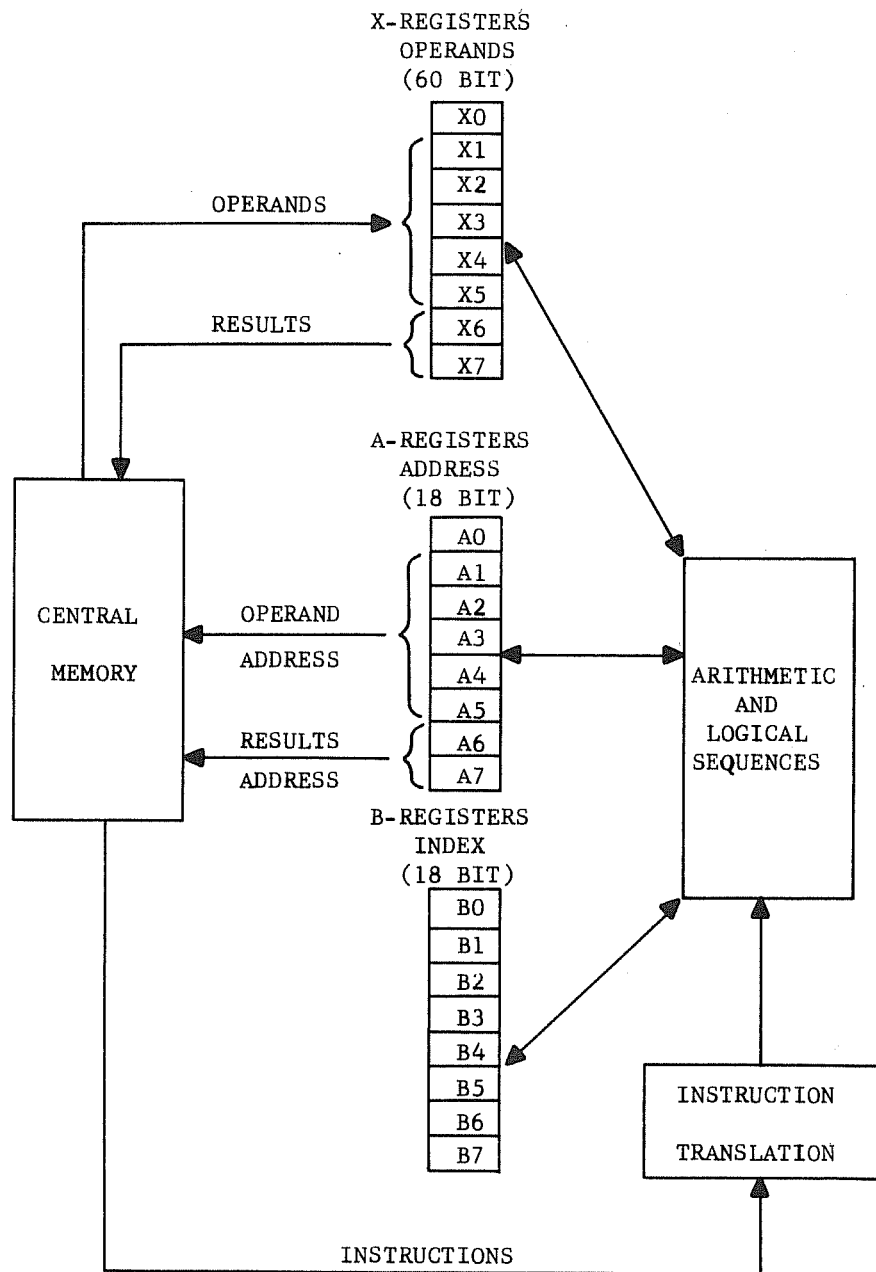 X-REGISTERS
OPERANDS
(60 BIT)
X0
X1
X2
X3
X4
X5
X6
X7
OPERANDS
RESULTS
A-REGISTERS
ADDRESS
(18 BIT)
A0
A1
A2
A3
A4
A5
A6
A7
CENTRAL
MEMORY
OPERAND
ADDRESS
RESULTS
ADDRESS
ARITHMETIC
AND
LOGICAL
SEQUENCES
B-REGISTERS
INDEX
(18 BIT)
B0
B1
B2
B3
B4
B5
B6
B7
INSTRUCTION
TRANSLATION
INSTRUCTIONS